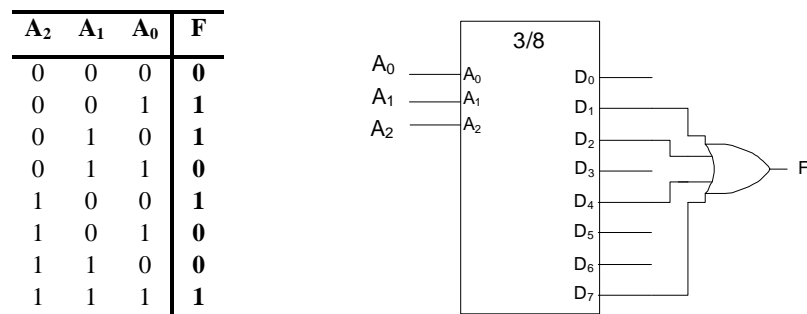 A2 A1 A0 F
0 0 0 0
0 0 1 1
0 1 0 1
0 1 1 0
1 0 0 1
1 0 1 0
1 1 0 0
1 1 1 1
3/8
A0
A1
A2
A0
A1
A2
D0
D1
D2
D3
D4
D5
D6
D7
F